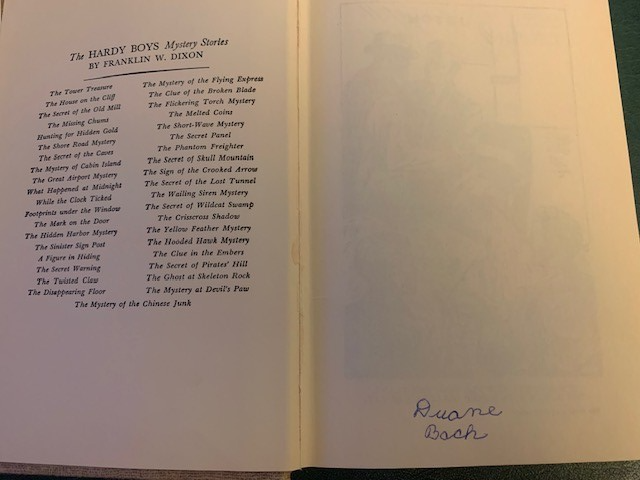 The HARDY BOYS Mystery Stories
BY FRANKLIN W. DIXON
The Tower Treasure
The House on the Cliff
The Secret of the Old Mill
The Missing Chums
Hunting for Hidden Gold
The Shore Road Mystery
The Secret of the Caves
The Mystery of Cabin Island
The Great Airport Mystery
What Happened at Midnight
While the Clock Ticked
Footprints under the Window
The Mark on the Door
The Hidden Harbor Mystery
The Sinister Sign Post
A Figure in Hiding
The Secret Warning
The Twisted Claw
The Disappearing Floor
The Mystery of the Flying Express
The Clue of the Broken Blade
The Flickering Torch Mystery
The Melted Coins
The Short-Wave Mystery
The Secret Panel
The Phantom Freighter
The Secret of Skull Mountain
The Sign of the Crooked Arrow
The Secret of the Lost Tunnel
The Wailing Siren Mystery
The Secret of Wildcat Swamp
The Crisscross Shadow
The Yellow Feather Mystery
The Hooded Hawk Mystery
The Clue in the Embers
The Secret of Pirates' Hill
The Ghost at Skeleton Rock
The Mystery at Devil's Paw
The Mystery of the Chinese Junk
Duane
Bach